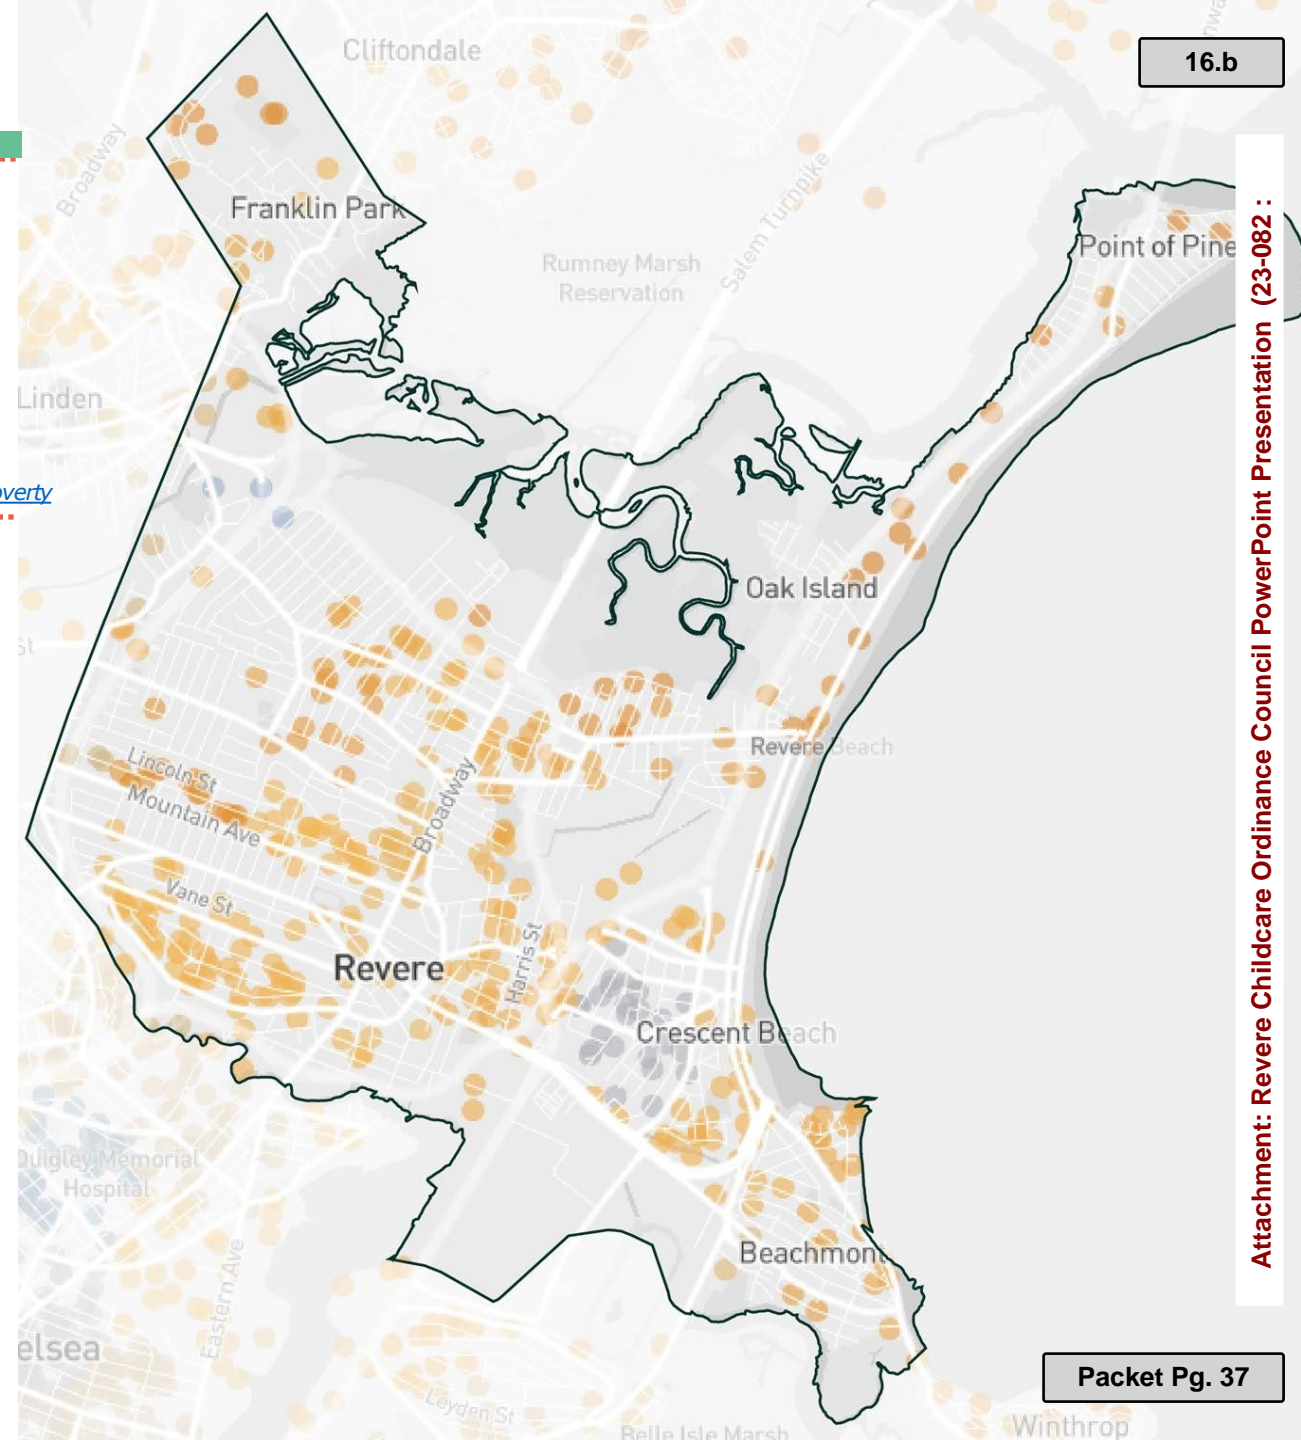 16.b
Cliftondale
Broadway
Franklin Park
Salem Turnpike
Point of Pine
Rumney Marsh
Reservation
Linden
overty
Oak Island
St
Revere Beach
Lincoln St
Mountain Ave
Broadway
Vane St
Harris St
Revere
Crescent Beach
Quigley Memorial
Hospital
Beachmont
Eastern Ave
elsea
Leyden St
Belle Isle Marsh
Winthrop
Packet Pg. 37
Attachment: Revere Childcare Ordinance Council PowerPoint Presentation (23-082 :